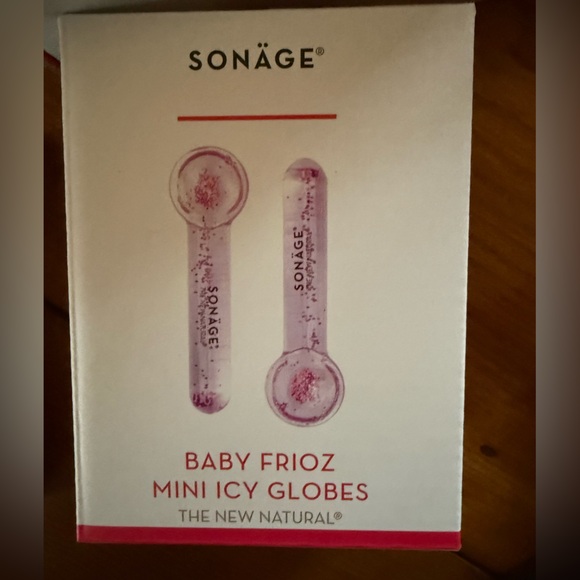 SONÄGE®
SONÄGE®
SONÄGE®
BABY FRIOZ
MINI ICY GLOBES
THE NEW NATURAL®